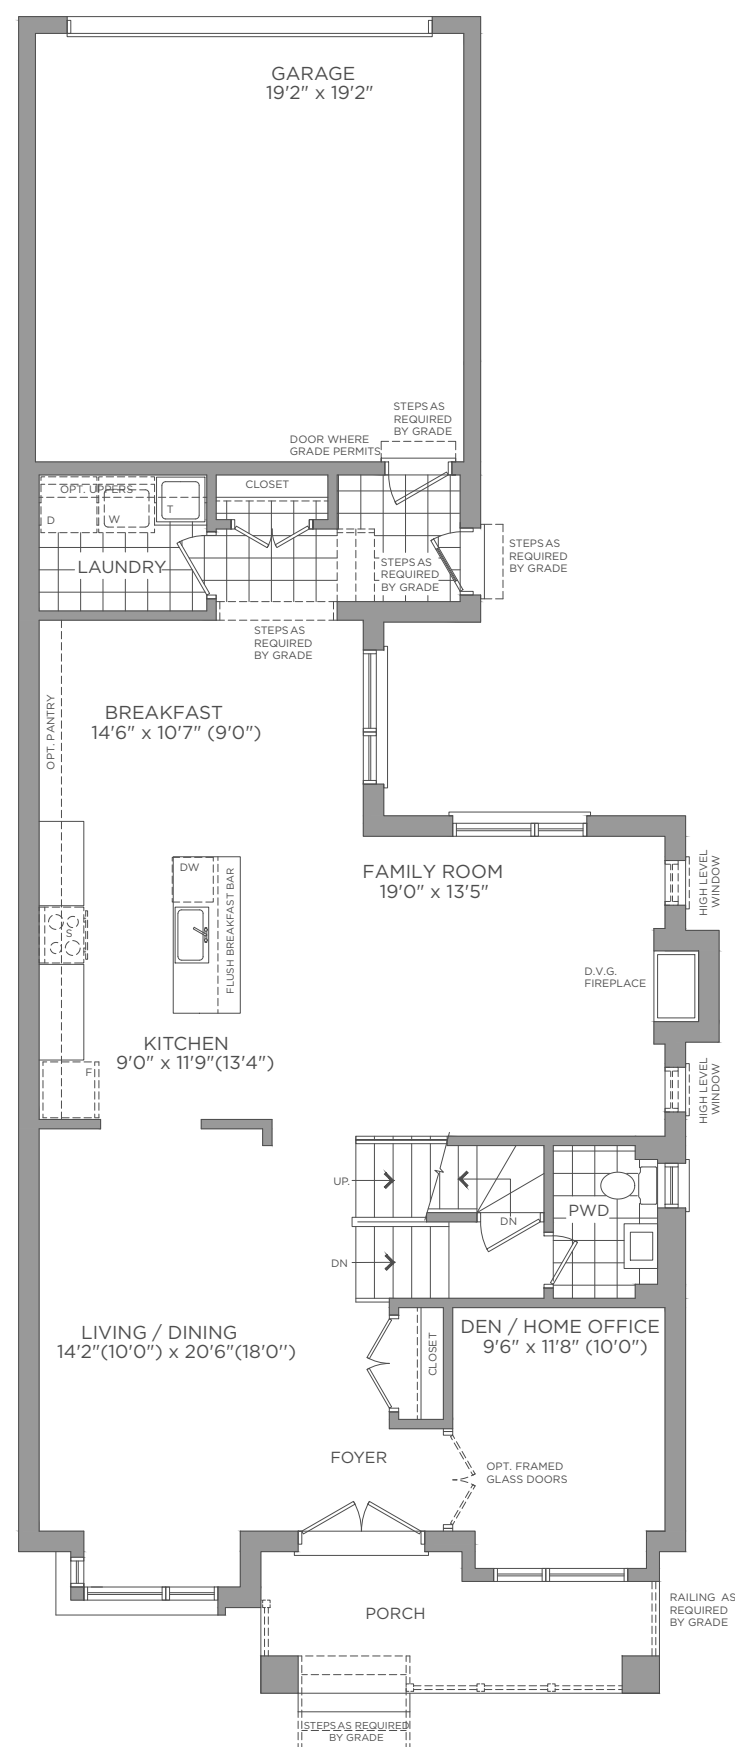 GARAGE
19'2" x 19'2"
STEPS AS
REQUIRED
BY GRADE
DOOR WHERE
GRADE PERMITS
OPT. UPPERS
D
W
T
CLOSET
LAUNDRY
STEPS AS
REQUIRED
BY GRADE
STEPS AS
REQUIRED
BY GRADE
STEPS AS
REQUIRED
BY GRADE
OPT. PANTRY
BREAKFAST
14'6" x 10'7" (9'0")
DW
FLUSH BREAKFAST BAR
S
FAMILY ROOM
19'0" x 13'5"
HIGH LEVEL
WINDOW
D.V.G.
FIREPLACE
KITCHEN
9'0" x 11'9"(13'4")
F
HIGH LEVEL
WINDOW
UP.
DN
PWD
DN
LIVING / DINING
14'2"(10'0") x 20'6"(18'0")
CLOSET
DEN / HOME OFFICE
9'6" x 11'8" (10'0")
FOYER
OPT. FRAMED
GLASS DOORS
PORCH
RAILING AS
REQUIRED
BY GRADE
STEPS AS REQUIRED
BY GRADE